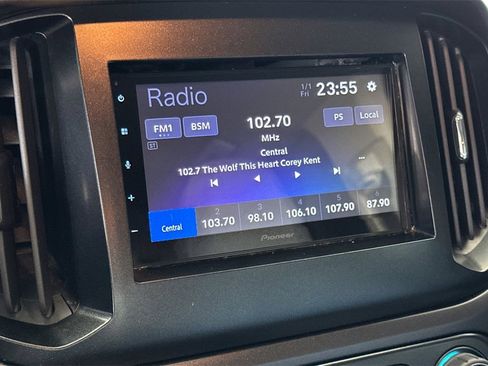 Radio
1/1
Fri
23:55
FM1
BSM
102.70
MHz
PS
Local
ST
Central
102.7 The Wolf This Heart Corey Kent
...
Central
2
103.70
3
98.10
4
106.10
5
107.90
6
87.90
Pioneer